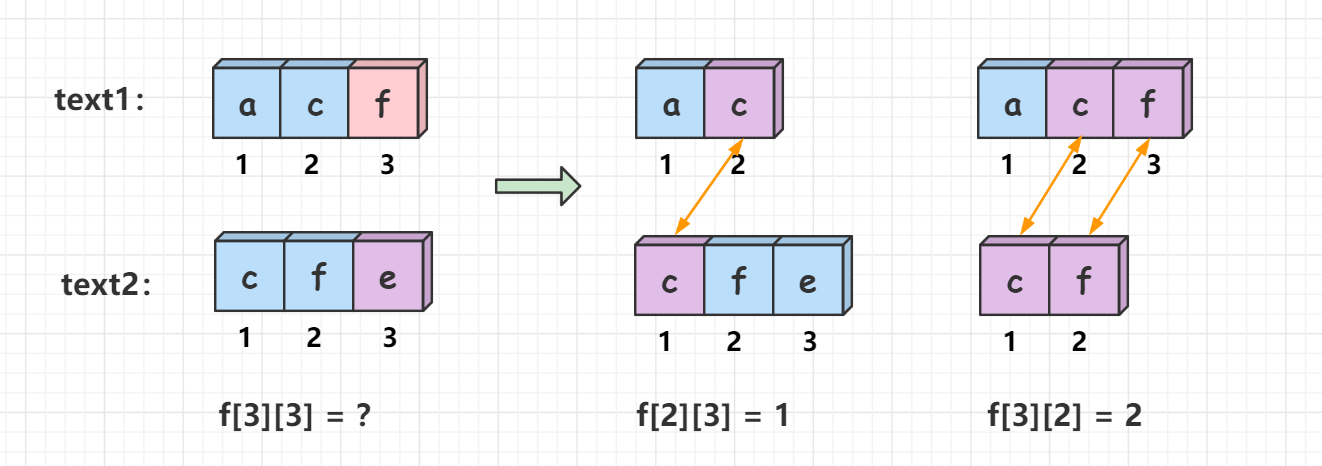 text1: a c f a c a c f
1 2 3 1 2 1 2 3
text2: c f e c f e c f
1 2 3 1 2 3 1 2
f[3][3] = ? f[2][3] = 1 f[3][2] = 2